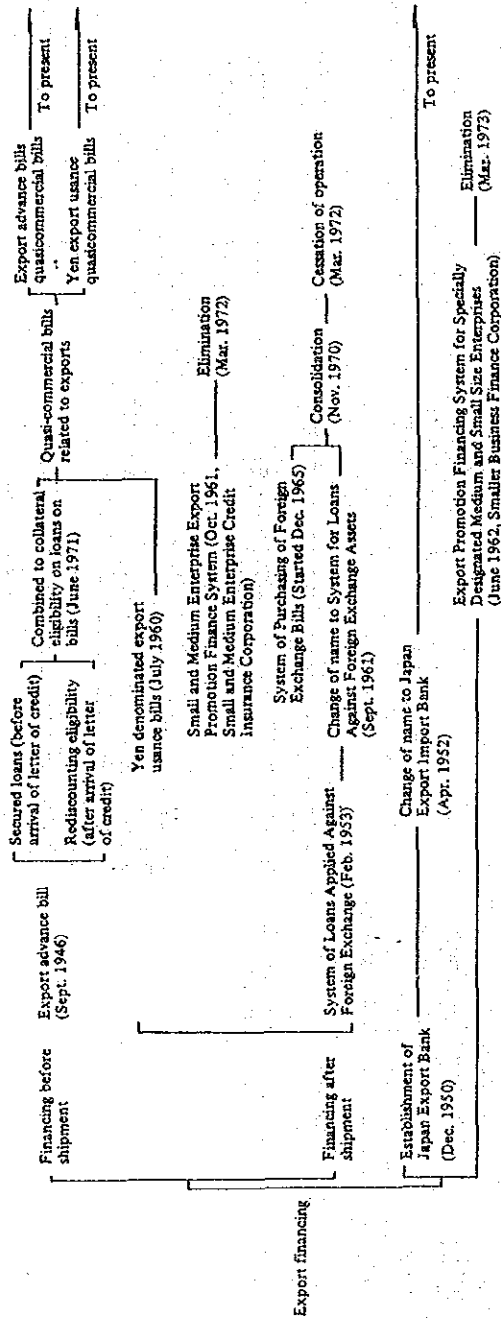 Export financing
Financing before
shipment
Export advance bill
(Sept. 1946)
Secured loans (before
arrival of letter of credit)
Rediscounting eligibility
(after arrival of letter
of credit)
Combined to collateral
eligibility on loans on
bills (June 1971)
Quasi-commercial bills
related to exports
Export advance bills
quasicommercial bills
To present
Yen export usance
quasicommercial bills
To present
Yen denominated export
usance bills (July 1960)
Small and Medium Enterprise Export
Promotion Finance System (Oct. 1961,
Small and Medium Enterprise Credit
Insurance Corporation)
Elimination
(Mar. 1972)
Financing after
shipment
System of Loans Applied Against
Foreign Exchange (Feb. 1953)
Change of name to System for Loans
Against Foreign Exchange Assets
(Sept. 1961)
System of Purchasing of Foreign
Exchange Bills (Started Dec. 1965)
Consolidation
(Nov. 1970)
Cessation of operation
(Mar. 1972)
Establishment of
Japan Export Bank
(Dec. 1950)
Change of name to Japan
Export Import Bank
(Apr. 1952)
To present
Export Promotion Financing System for Specially
Designated Medium and Small Size Enterprises
(June 1962, Smaller Business Finance Corporation)
Elimination
(Mar. 1973)